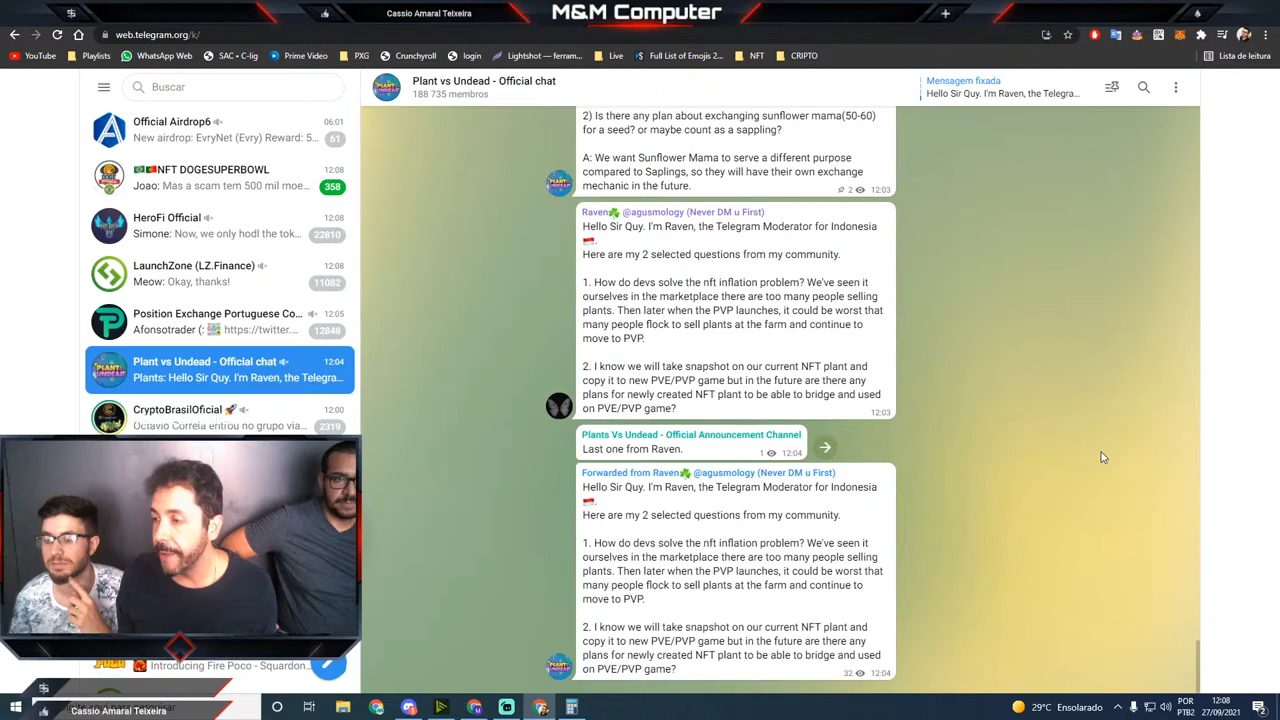 Cassio Amaral Teixeira
M&M Computer
web.telegram.org/k/
YouTube
Playlists
WhatsApp Web
SAC + C-lig
Prime Video
PXG
Crunchyroll
login
Lightshot — ferram...
Live
Full List of Emojis 2...
NFT
CRIPTO
Lista de leitura
Buscar
Plant vs Undead - Official chat
188 735 membros
Mensagem fixada
Hello Sir Quy. I'm Raven, the Telegra...
Official Airdrop6
06:01
New airdrop: EvryNet (Evry) Reward: 5...
61
NFT DOGESUPERBOWL
12:08
Joao: Mas a scam tem 500 mil moe...
358
HeroFi Official
12:08
Simone: Now, we only hodl the tok...
22810
LaunchZone (LZ.Finance)
12:08
Meow: Okay, thanks!
11082
Position Exchange Portuguese Co...
12:05
Afonsotrader (: https://twitter....
12848
Plant vs Undead - Official chat
12:04
Plants: Hello Sir Quy. I'm Raven, the Telegra...
CryptoBrasilOficial 🚀
12:00
Octavio Correia entrou no grupo via...
2319
Introducing Fire Poco - Squardon...
2) Is there any plan about exchanging sunflower mama(50-60)
for a seed? or maybe count as a sappling?
A: We want Sunflower Mama to serve a different purpose
compared to Saplings, so they will have their own exchange
mechanic in the future.
2 12:03
Raven☘ @agusmology (Never DM u First)
Hello Sir Quy. I'm Raven, the Telegram Moderator for Indonesia
.
Here are my 2 selected questions from my community.
1. How do devs solve the nft inflation problem? We've seen it
ourselves in the marketplace there are too many people selling
plants. Then later when the PVP launches, it could be worst that
many people flock to sell plants at the farm and continue to
move to PVP.
2. I know we will take snapshot on our current NFT plant and
copy it to new PVE/PVP game but in the future are there any
plans for newly created NFT plant to be able to bridge and used
on PVE/PVP game?
12:03
Plants Vs Undead - Official Announcement Channel
Last one from Raven.
1 12:04
Forwarded from Raven☘ @agusmology (Never DM u First)
Hello Sir Quy. I'm Raven, the Telegram Moderator for Indonesia
.
Here are my 2 selected questions from my community.
1. How do devs solve the nft inflation problem? We've seen it
ourselves in the marketplace there are too many people selling
plants. Then later when the PVP launches, it could be worst that
many people flock to sell plants at the farm and continue to
move to PVP.
2. I know we will take snapshot on our current NFT plant and
copy it to new PVE/PVP game but in the future are there any
plans for newly created NFT plant to be able to bridge and used
on PVE/PVP game?
32 12:04
Cassio Amaral Teixeira
29°C Ensolarado
POR
PTB2
12:08
27/09/2021